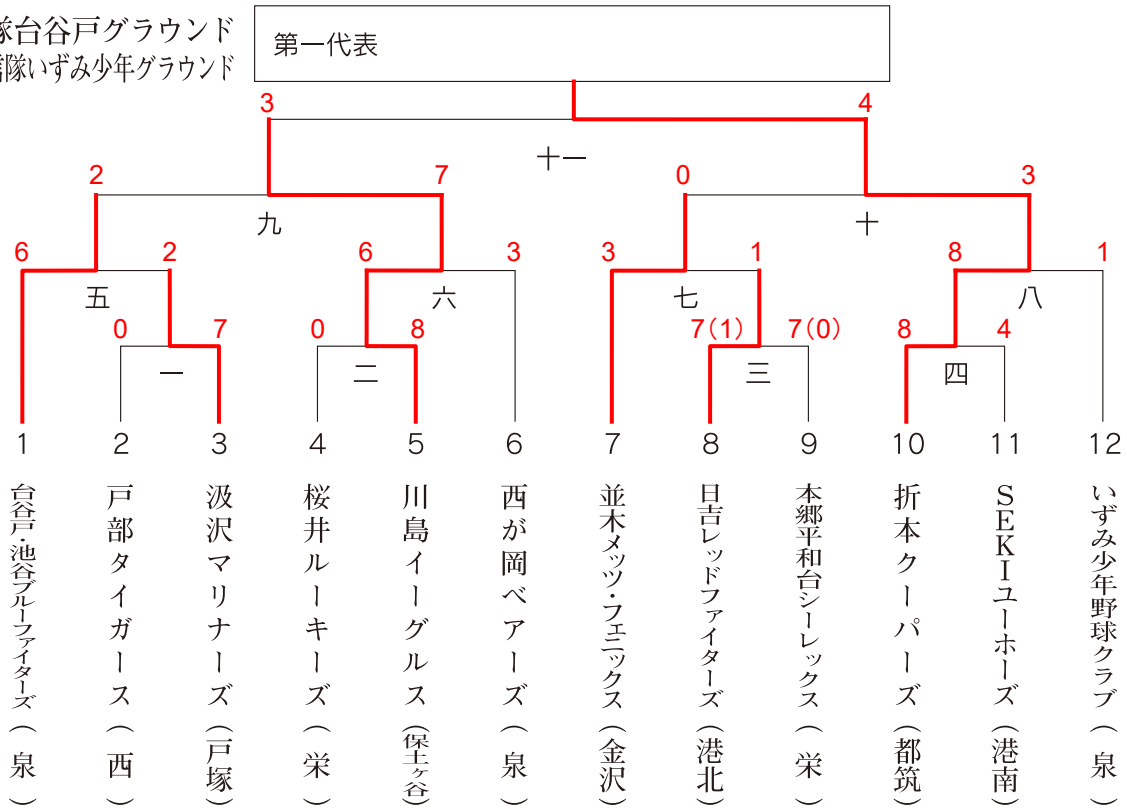 塚台谷戸グラウンド
隊いずみ少年グラウンド
第一代表
3
4
十一
2
7
0
3
九
十
6
2
6
3
3
1
8
1
五
六
七
八
0
7
0
8
7(1)
7(0)
8
4
一
二
三
四
1
2
3
4
5
6
7
8
9
10
11
12
台谷戸・池谷ブルーファイターズ(泉)
戸部タイガース(西)
汲沢マリナーズ(戸塚)
桜井ルーキーズ(栄)
川島イーグルス(保土ヶ谷)
西が岡ベアーズ(泉)
並木メッツ・フェニックス(金沢)
日吉レッドファイターズ(港北)
本郷平和台シーレックス(栄)
折本クーパーズ(都筑)
SEKIユーホーズ(港南)
いずみ少年野球クラブ(泉)